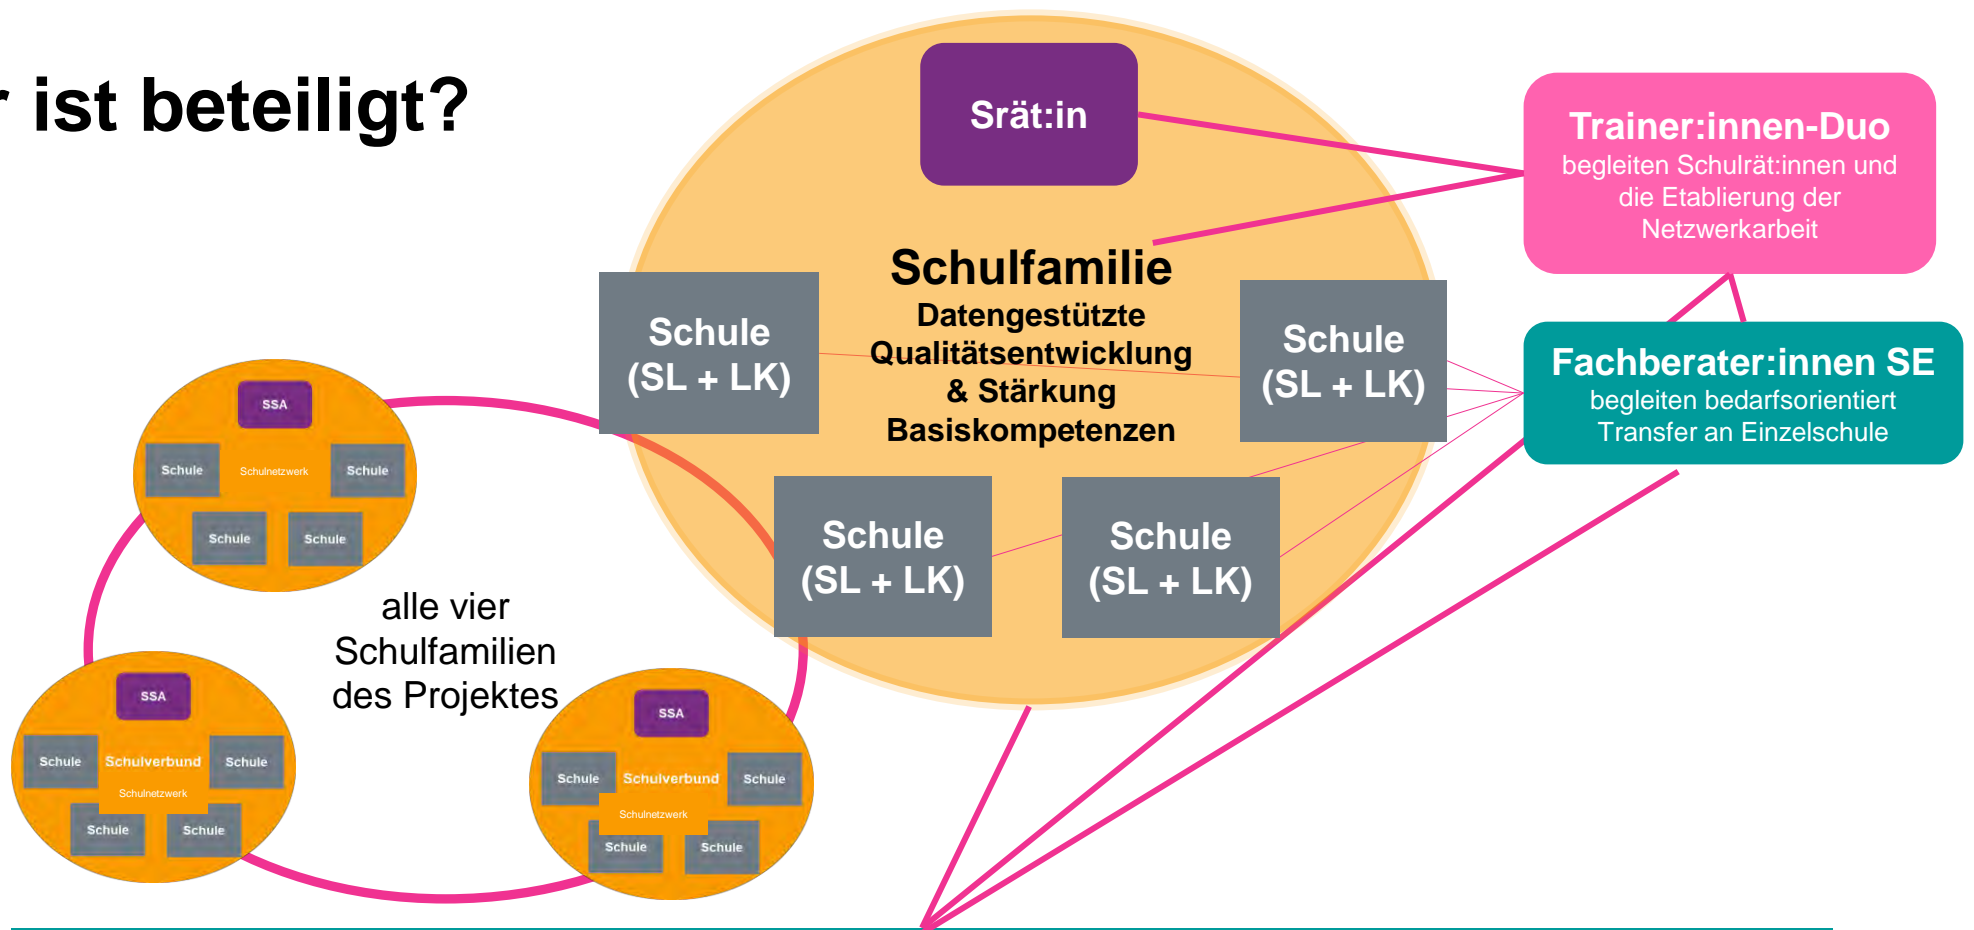 r ist beteiligt?
Srät:in
Trainer:innen-Duo
begleiten Schulrät:innen und
die Etablierung der
Netzwerkarbeit
Schulfamilie
Datengestützte
Qualitätsentwicklung
& Stärkung
Basiskompetenzen
Schule
(SL + LK)
Schule
(SL + LK)
Schule
(SL + LK)
Schule
(SL + LK)
Fachberater:innen SE
begleiten bedarfsorientiert
Transfer an Einzelschule
SSA
Schule
Schulnetzwerk
Schule
Schule
Schule
alle vier
Schulfamilien
des Projektes
SSA
Schule
Schulverbund
Schule
Schulnetzwerk
Schule
Schule
SSA
Schule
Schulverbund
Schule
Schulnetzwerk
Schule
Schule